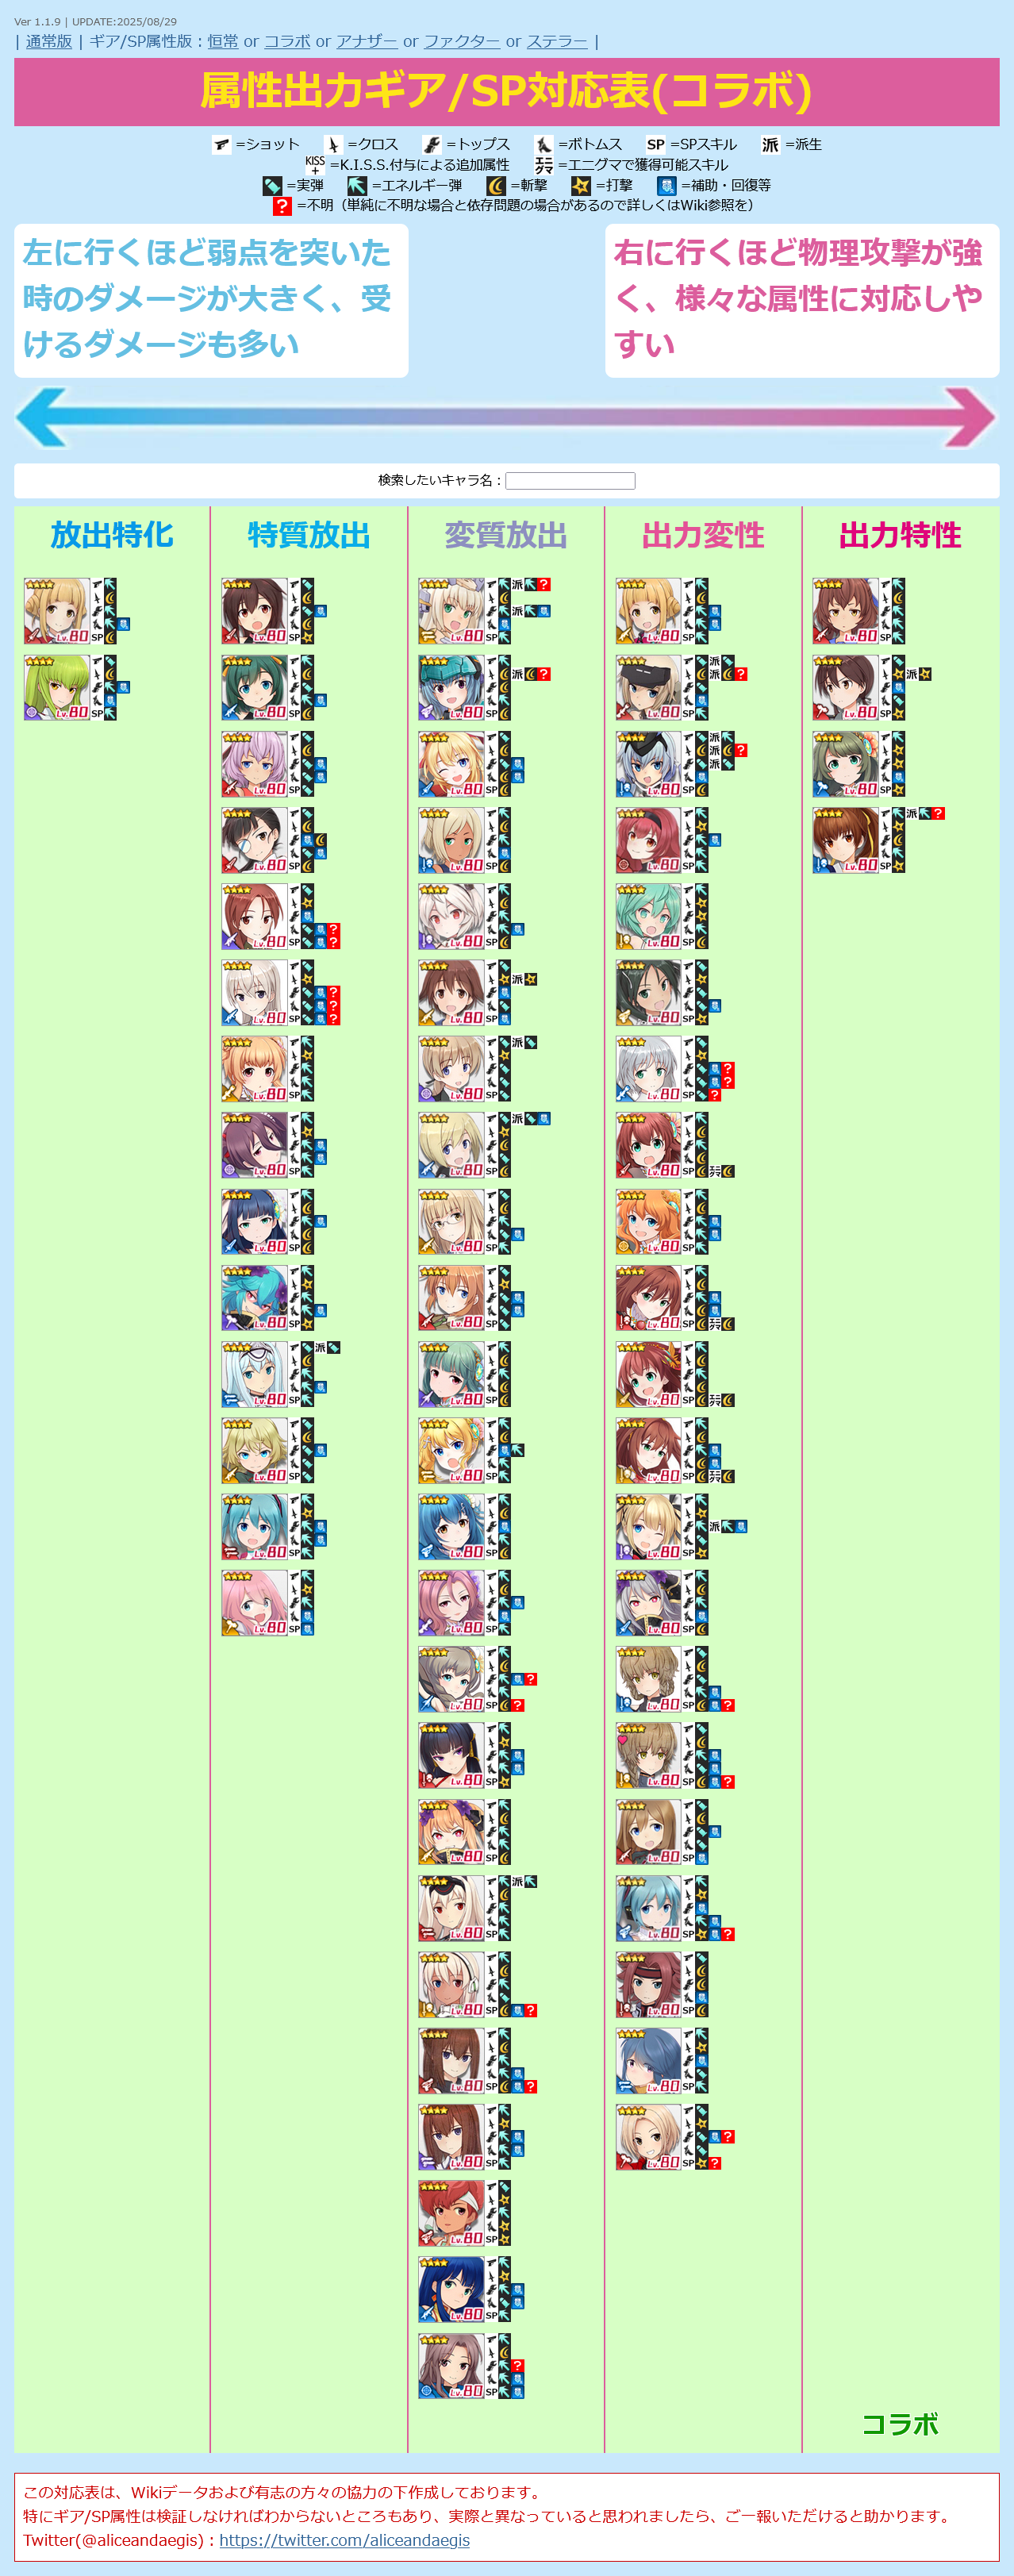 Ver 1.1.9 | UPDATE:2025/08/29
| 通常版 | ギア/SP属性版：恒常 or コラボ or アナザー or ファクター or ステラー |
属性出力ギア/SP対応表(コラボ)
=ショット =クロス =トップス =ボトムス SP =SPスキル 派 =派生
KISS+ =K.I.S.S.付与による追加属性 エニグマ =エニグマで獲得可能スキル
=実弾 =エネルギー弾 =斬撃 =打撃 =補助・回復等
? =不明（単純に不明な場合と依存問題の場合があるので詳しくはWiki参照を）
左に行くほど弱点を突いた
時のダメージが大きく、受
けるダメージも多い
右に行くほど物理攻撃が強
く、様々な属性に対応しや
すい
検索したいキャラ名：
放出特化 特質放出 変質放出 出力変性 出力特性
コラボ
この対応表は、Wikiデータおよび有志の方々の協力の下作成しております。
特にギア/SP属性は検証しなければわからないところもあり、実際と異なっていると思われましたら、ご一報いただけると助かります。
Twitter(@aliceandaegis)：https://twitter.com/aliceandaegis